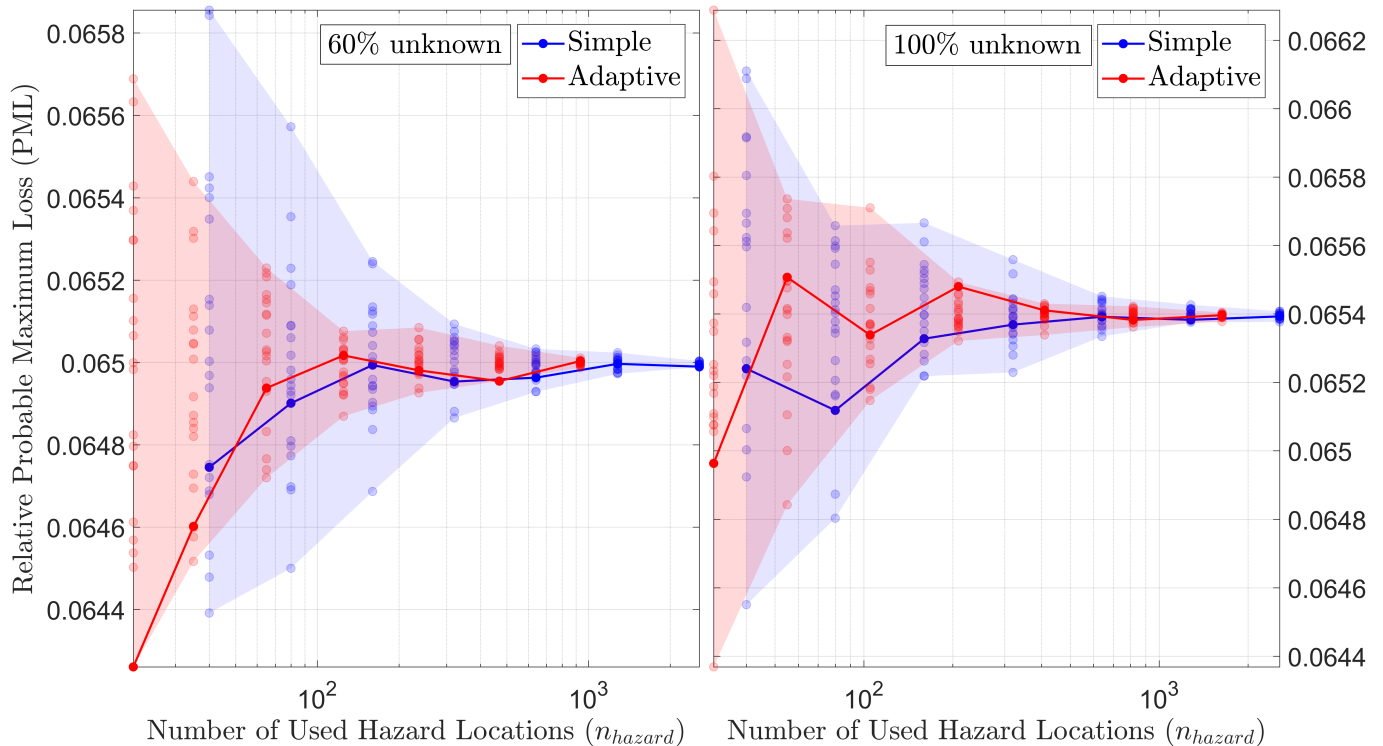 60% unknown
Simple
Adaptive
100% unknown
Simple
Adaptive
Relative Probable Maximum Loss (PML)
0.0658
0.0656
0.0654
0.0652
0.065
0.0648
0.0646
0.0644
0.0662
0.066
0.0658
0.0656
0.0654
0.0652
0.065
0.0648
0.0646
0.0644
10²
10³
10²
10³
Number of Used Hazard Locations (n_hazard)
Number of Used Hazard Locations (n_hazard)